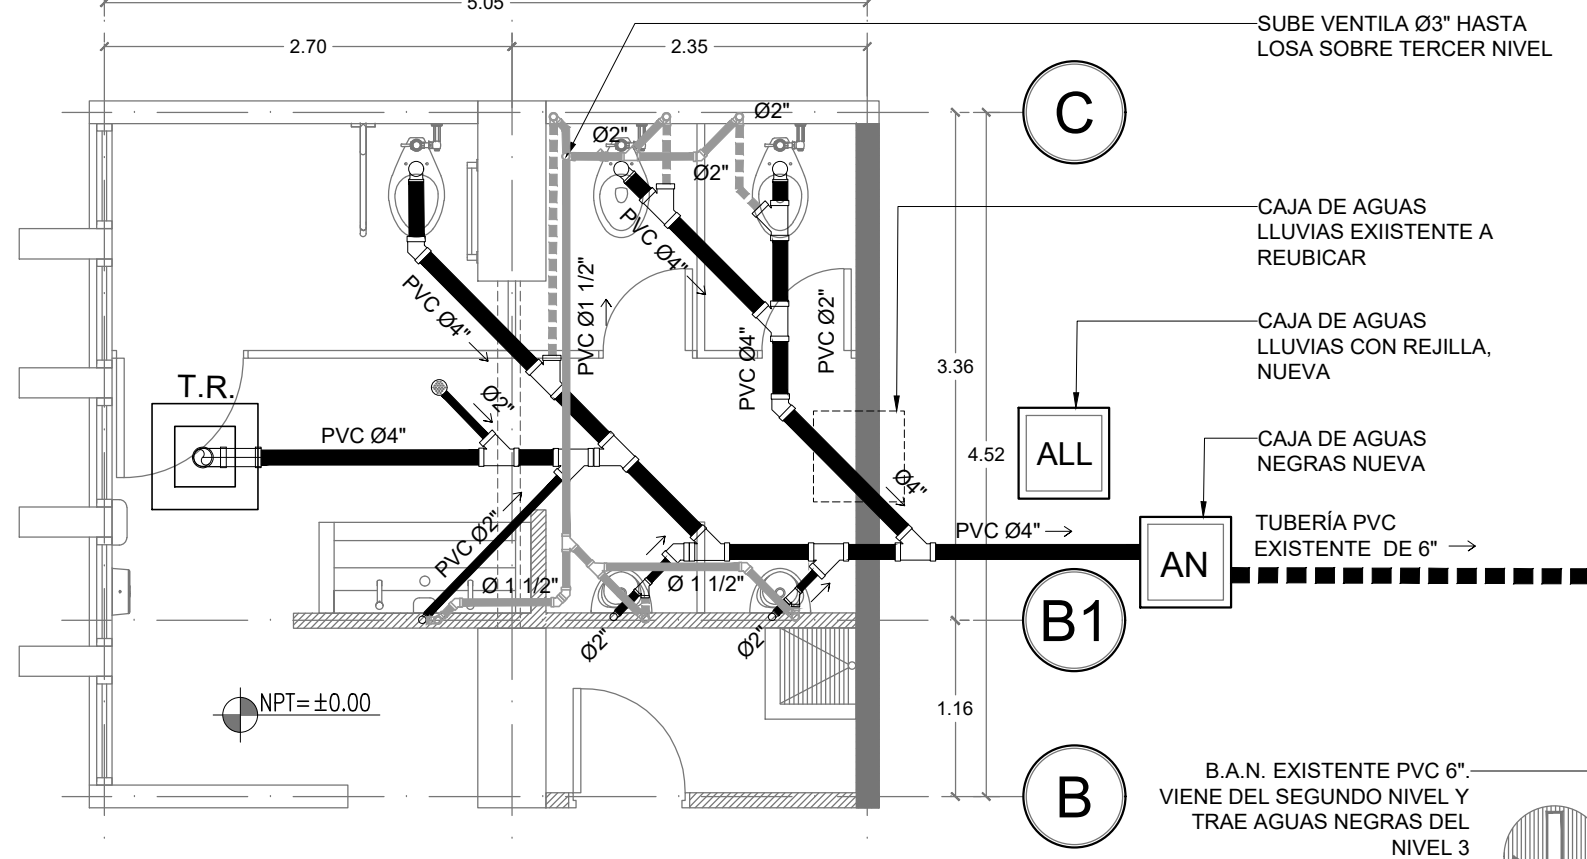 5.05
2.70
2.35
SUBE VENTILA Ø3" HASTA
LOSA SOBRE TERCER NIVEL
C
Ø2"
Ø2"
Ø2"
CAJA DE AGUAS
LLUVIAS EXIISTENTE A
REUBICAR
PVC Ø4"
PVC Ø4"
PVC Ø1 1/2"
PVC Ø4"
PVC Ø2"
CAJA DE AGUAS
LLUVIAS CON REJILLA,
NUEVA
3.36
T.R.
Ø2"
PVC Ø4"
4.52
ALL
CAJA DE AGUAS
NEGRAS NUEVA
Ø4"
PVC Ø2"
PVC Ø4"
TUBERÍA PVC
EXISTENTE DE 6"
AN
Ø 1 1/2"
Ø 1 1/2"
B1
Ø2"
Ø2"
NPT=±0.00
1.16
B
B.A.N. EXISTENTE PVC 6".
VIENE DEL SEGUNDO NIVEL Y
TRAE AGUAS NEGRAS DEL
NIVEL 3